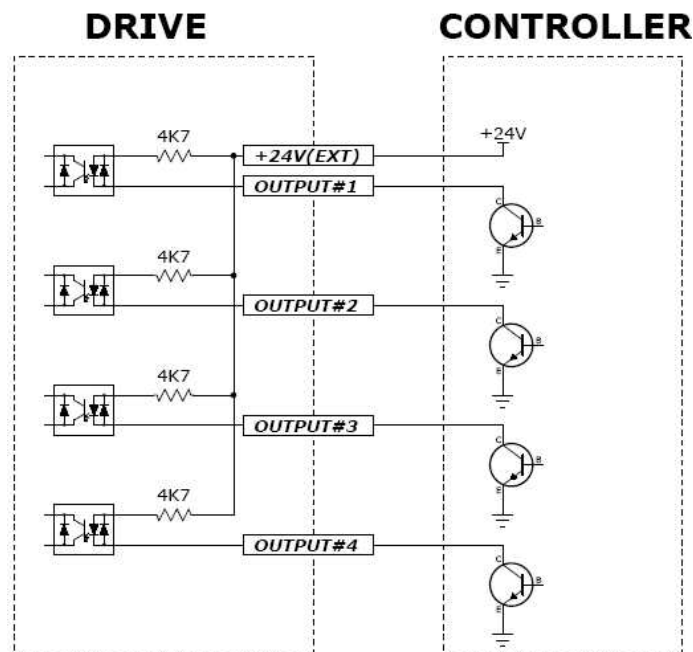 DRIVE CONTROLLER
4K7
+24V(EXT)
+24V
OUTPUT#1
C
B
E
4K7
OUTPUT#2
C
B
E
4K7
OUTPUT#3
C
B
E
4K7
OUTPUT#4
C
B
E